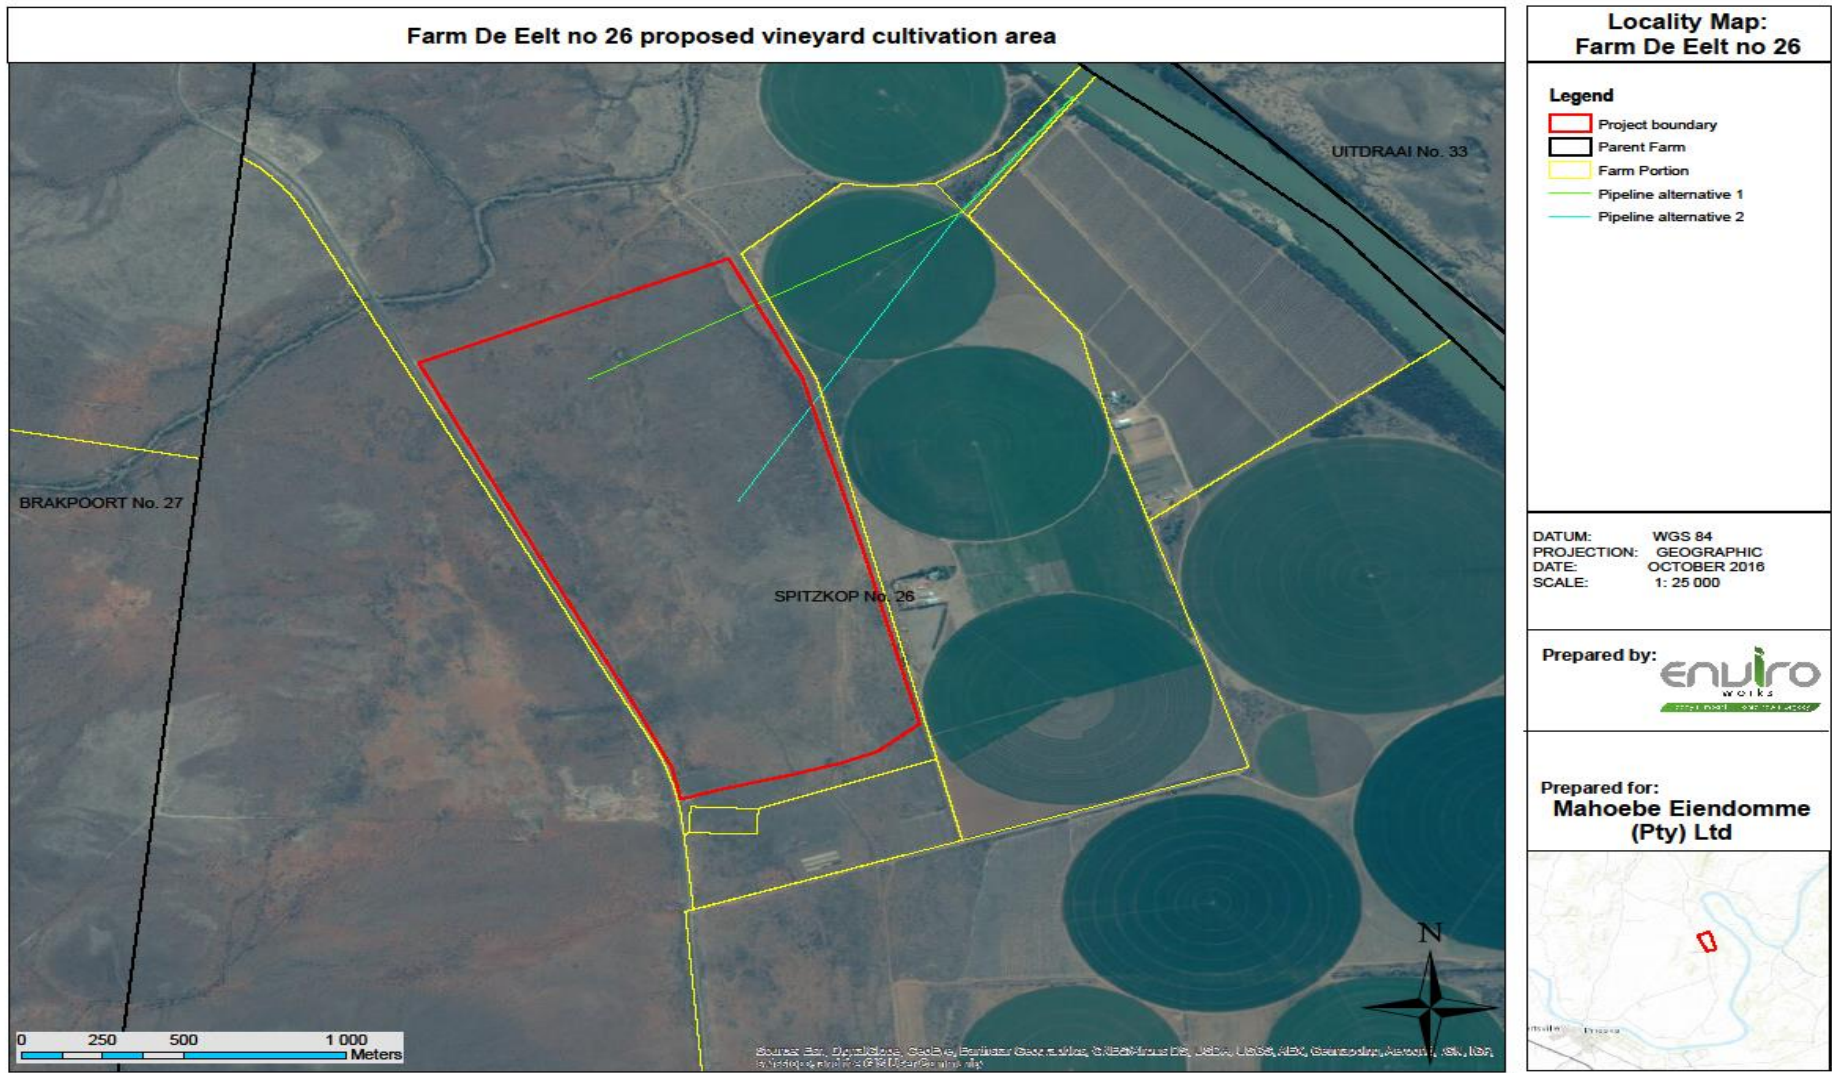 Farm De Eelt no 26 proposed vineyard cultivation area
UITDRAAI No. 33
BRAKPOORT No. 27
SPITZKOP No. 26
N
0 250 500 1 000
Meters
Locality Map:
Farm De Eelt no 26
Legend
Project boundary
Parent Farm
Farm Portion
Pipeline alternative 1
Pipeline alternative 2
DATUM: WGS 84
PROJECTION: GEOGRAPHIC
DATE: OCTOBER 2016
SCALE: 1: 25 000
Prepared by:
enviro
works
Prepared for:
Mahoebe Eiendomme
(Pty) Ltd
Prieska